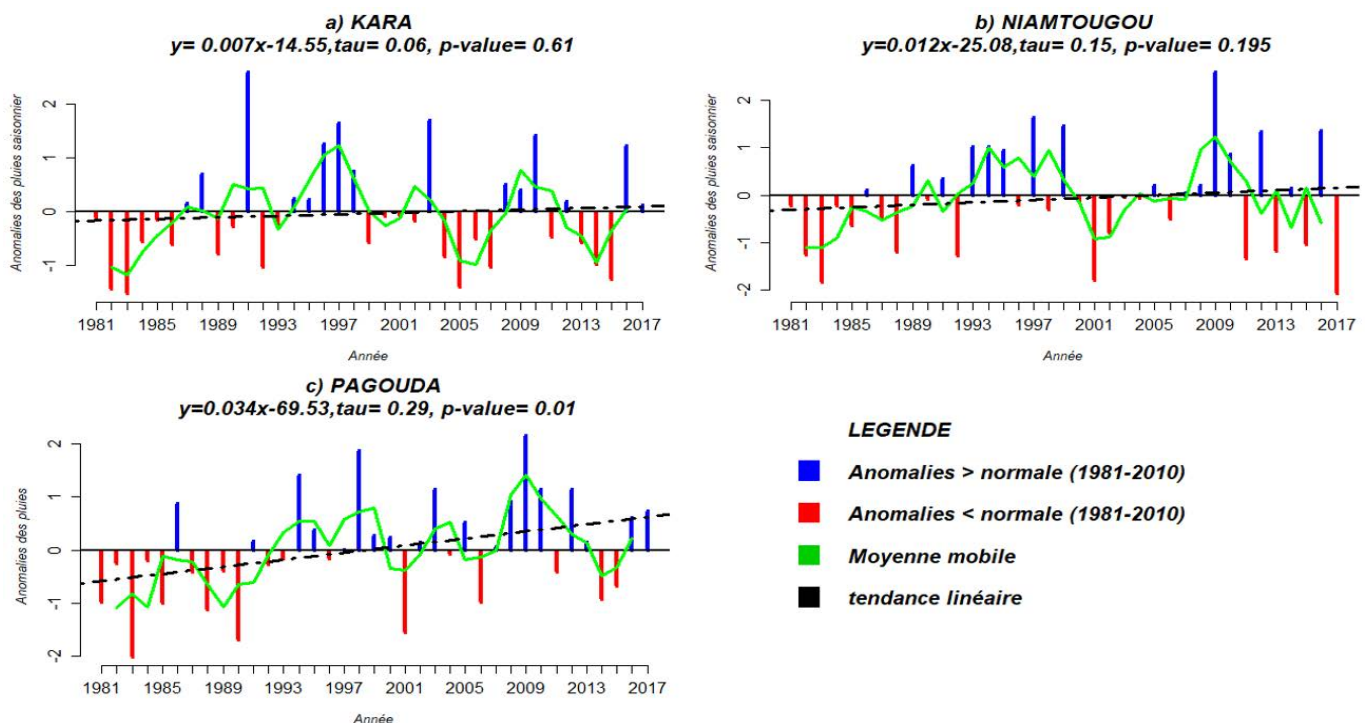 a) KARA
y= 0.007x-14.55,tau= 0.06, p-value= 0.61
Anomalies des pluies saisonnier
2
1
0
-1
1981 1985 1989 1993 1997 2001 2005 2009 2013 2017
Année
b) NIAMTOUGOU
y=0.012x-25.08,tau= 0.15, p-value= 0.195
Anomalies des pluies saisonnier
2
1
0
-1
-2
1981 1985 1989 1993 1997 2001 2005 2009 2013 2017
Année
c) PAGOUDA
y=0.034x-69.53,tau= 0.29, p-value= 0.01
Anomalies des pluies
2
1
0
-1
-2
1981 1985 1989 1993 1997 2001 2005 2009 2013 2017
Année
LEGENDE
Anomalies > normale (1981-2010)
Anomalies < normale (1981-2010)
Moyenne mobile
tendance linéaire